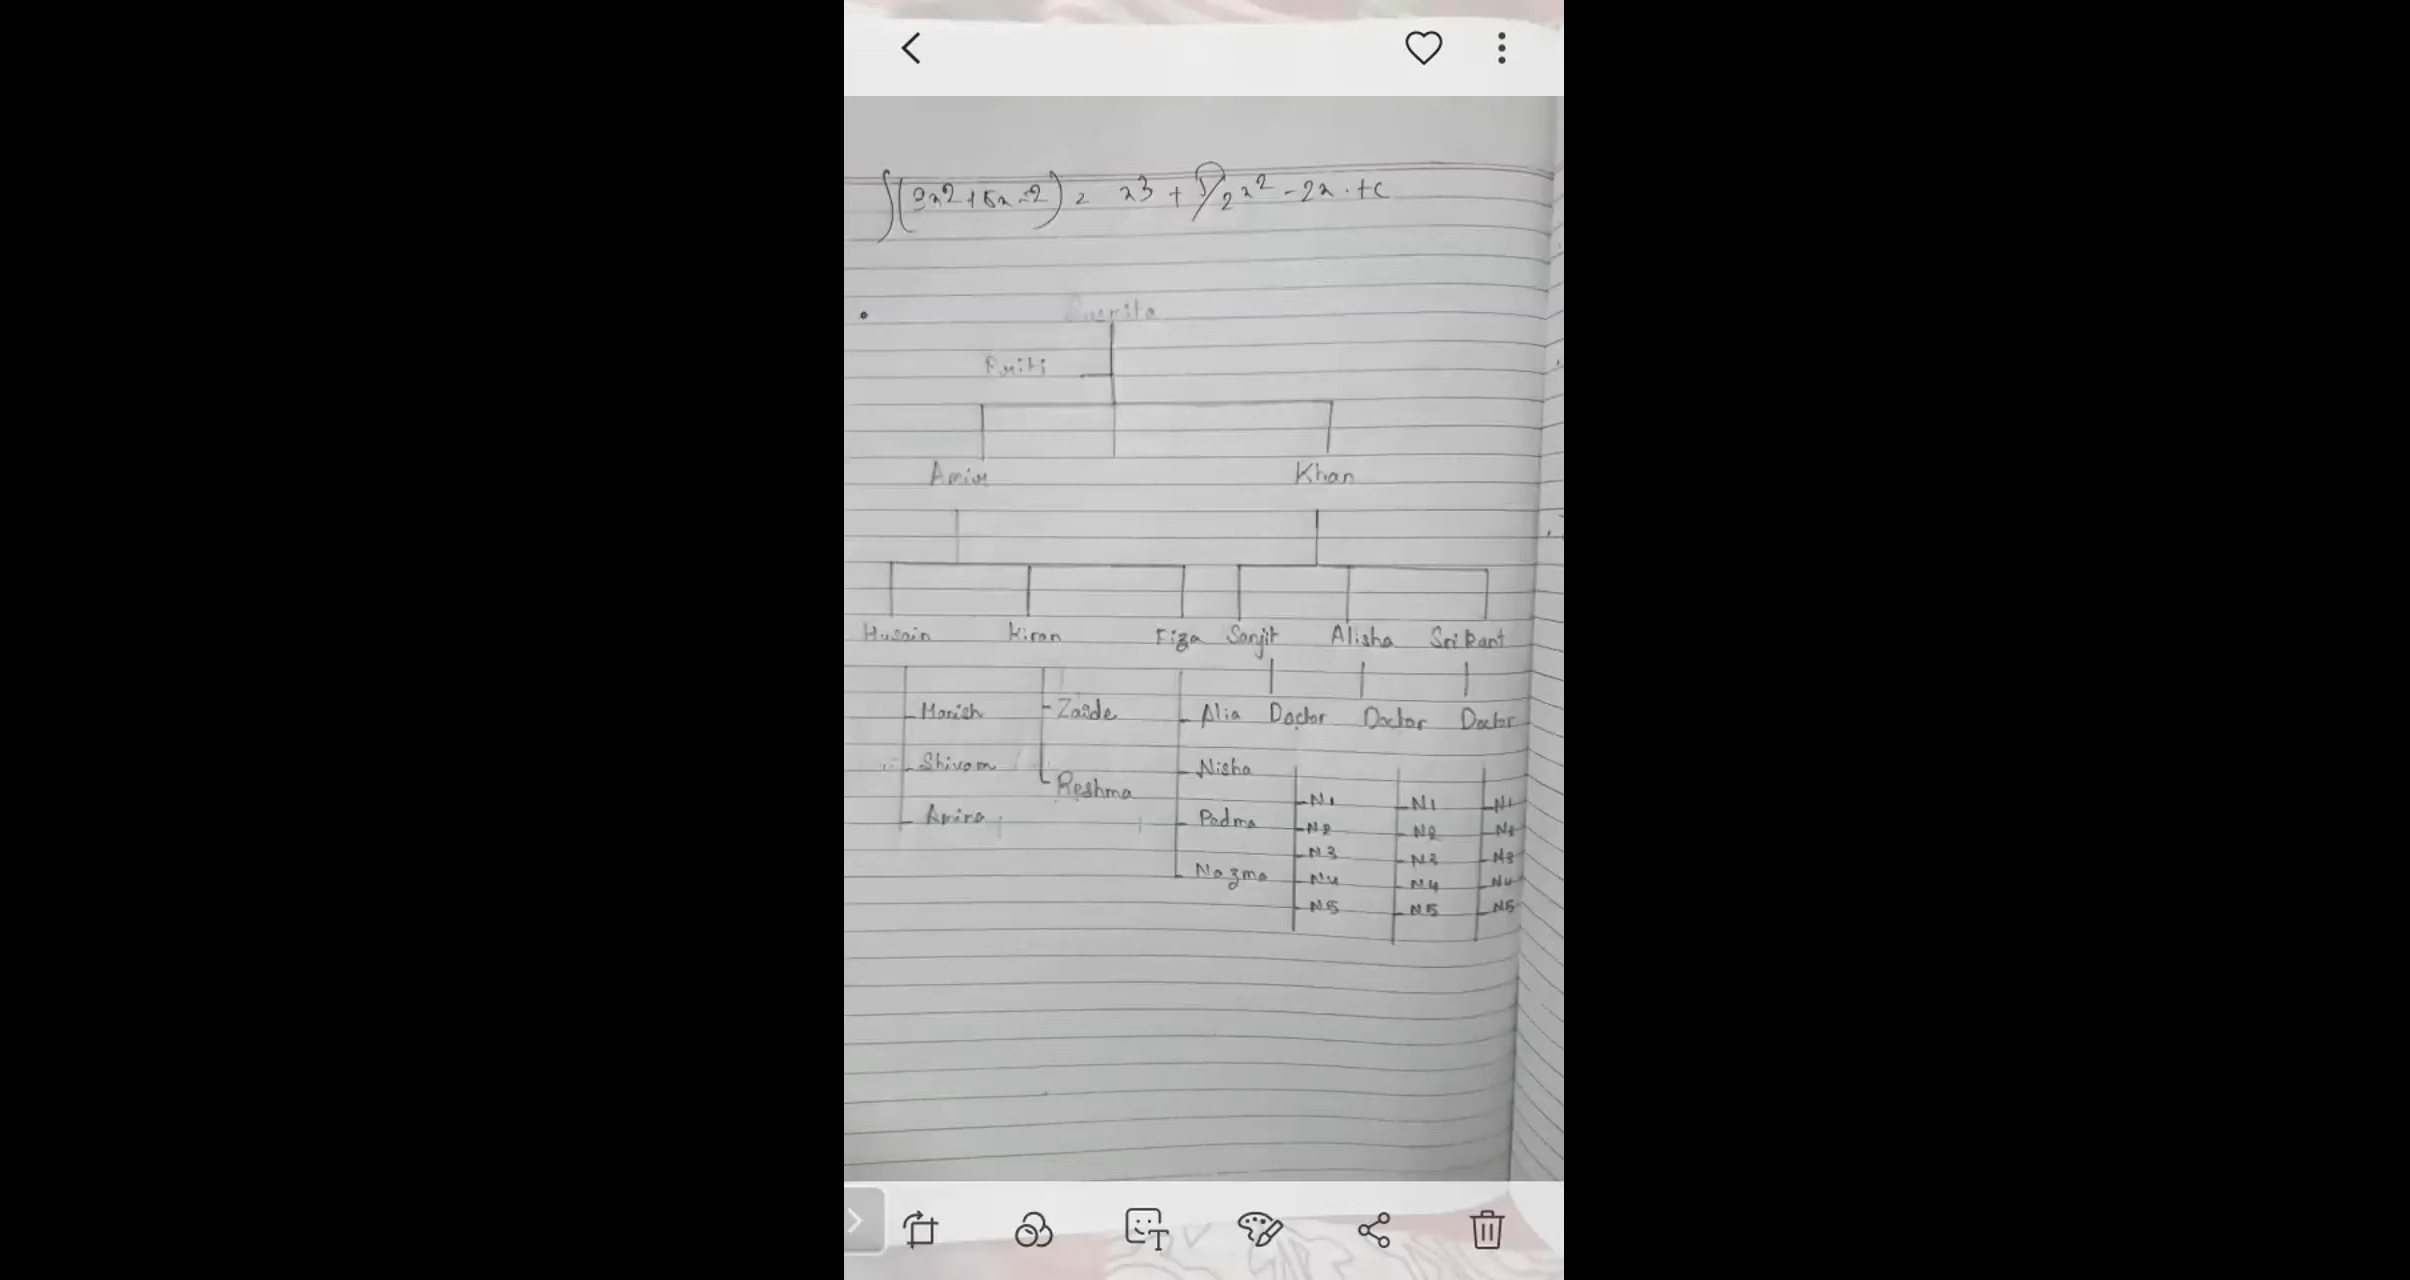 ∫(3x2+5x-2) = x3 + 5/2x2 - 2x + c
Susmita
Priti
Amir Khan
Husain Kiran Fiza Sanjit Alisha Srikant
Manish Zaide Alia Doctor Doctor Doctor
Shivam Nisha
Reshma
N1 N1 N1
Amira Padma N2 N2 N2
N3 N3 N3
Nazma N4 N4 N4
N5 N5 N5